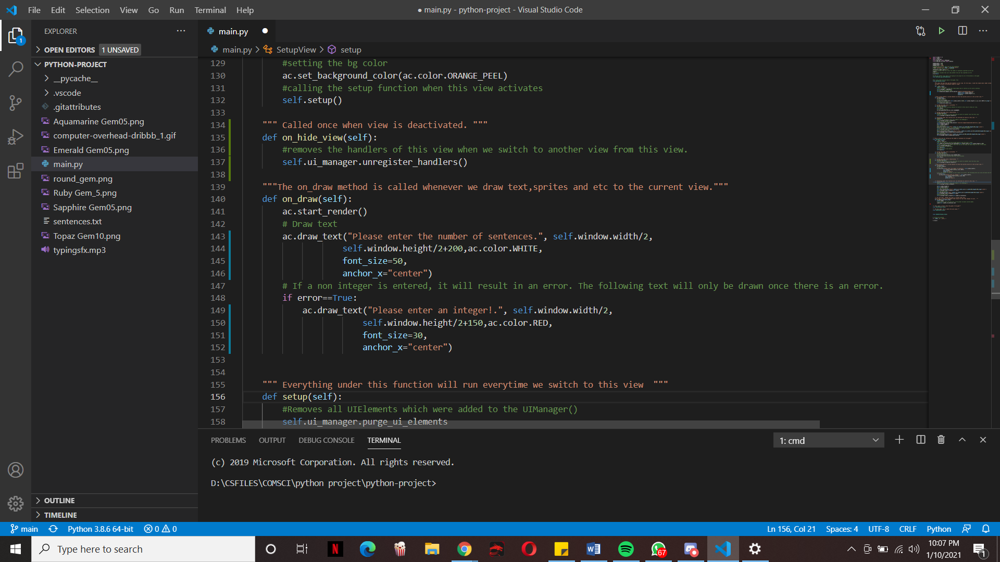 File Edit Selection View Go Run Terminal Help
● main.py - python-project - Visual Studio Code
EXPLORER
OPEN EDITORS 1 UNSAVED
PYTHON-PROJECT
__pycache__
.vscode
.gitattributes
Aquamarine Gem05.png
computer-overhead-dribbb_1.gif
Emerald Gem05.png
main.py
round_gem.png
Ruby Gem_5.png
Sapphire Gem05.png
sentences.txt
Topaz Gem10.png
typingsfx.mp3
OUTLINE
TIMELINE
1
main.py
main.py > SetupView > setup
129 #setting the bg color
130 ac.set_background_color(ac.color.ORANGE_PEEL)
131 #calling the setup function when this view activates
132 self.setup()
133
134 """ Called once when view is deactivated. """
135 def on_hide_view(self):
136 #removes the handlers of this view when we switch to another view from this view.
137 self.ui_manager.unregister_handlers()
138
139 """The on_draw method is called whenever we draw text,sprites and etc to the current view."""
140 def on_draw(self):
141 ac.start_render()
142 # Draw text
143 ac.draw_text("Please enter the number of sentences.", self.window.width/2,
144 self.window.height/2+200,ac.color.WHITE,
145 font_size=50,
146 anchor_x="center")
147 # If a non integer is entered, it will result in an error. The following text will only be drawn once there is an error.
148 if error==True:
149 ac.draw_text("Please enter an integer!.", self.window.width/2,
150 self.window.height/2+150,ac.color.RED,
151 font_size=30,
152 anchor_x="center")
153
154
155 """ Everything under this function will run everytime we switch to this view  """
156 def setup(self):
157 #Removes all UIElements which were added to the UIManager()
158 self.ui_manager.purge_ui_elements
PROBLEMS OUTPUT DEBUG CONSOLE TERMINAL
1: cmd
(c) 2019 Microsoft Corporation. All rights reserved.
D:\CSFILES\COMSCI\python project\python-project>
main Python 3.8.6 64-bit 0 0
Ln 156, Col 21 Spaces: 4 UTF-8 CRLF Python
Type here to search
N
W
67
10:07 PM
1/10/2021
1